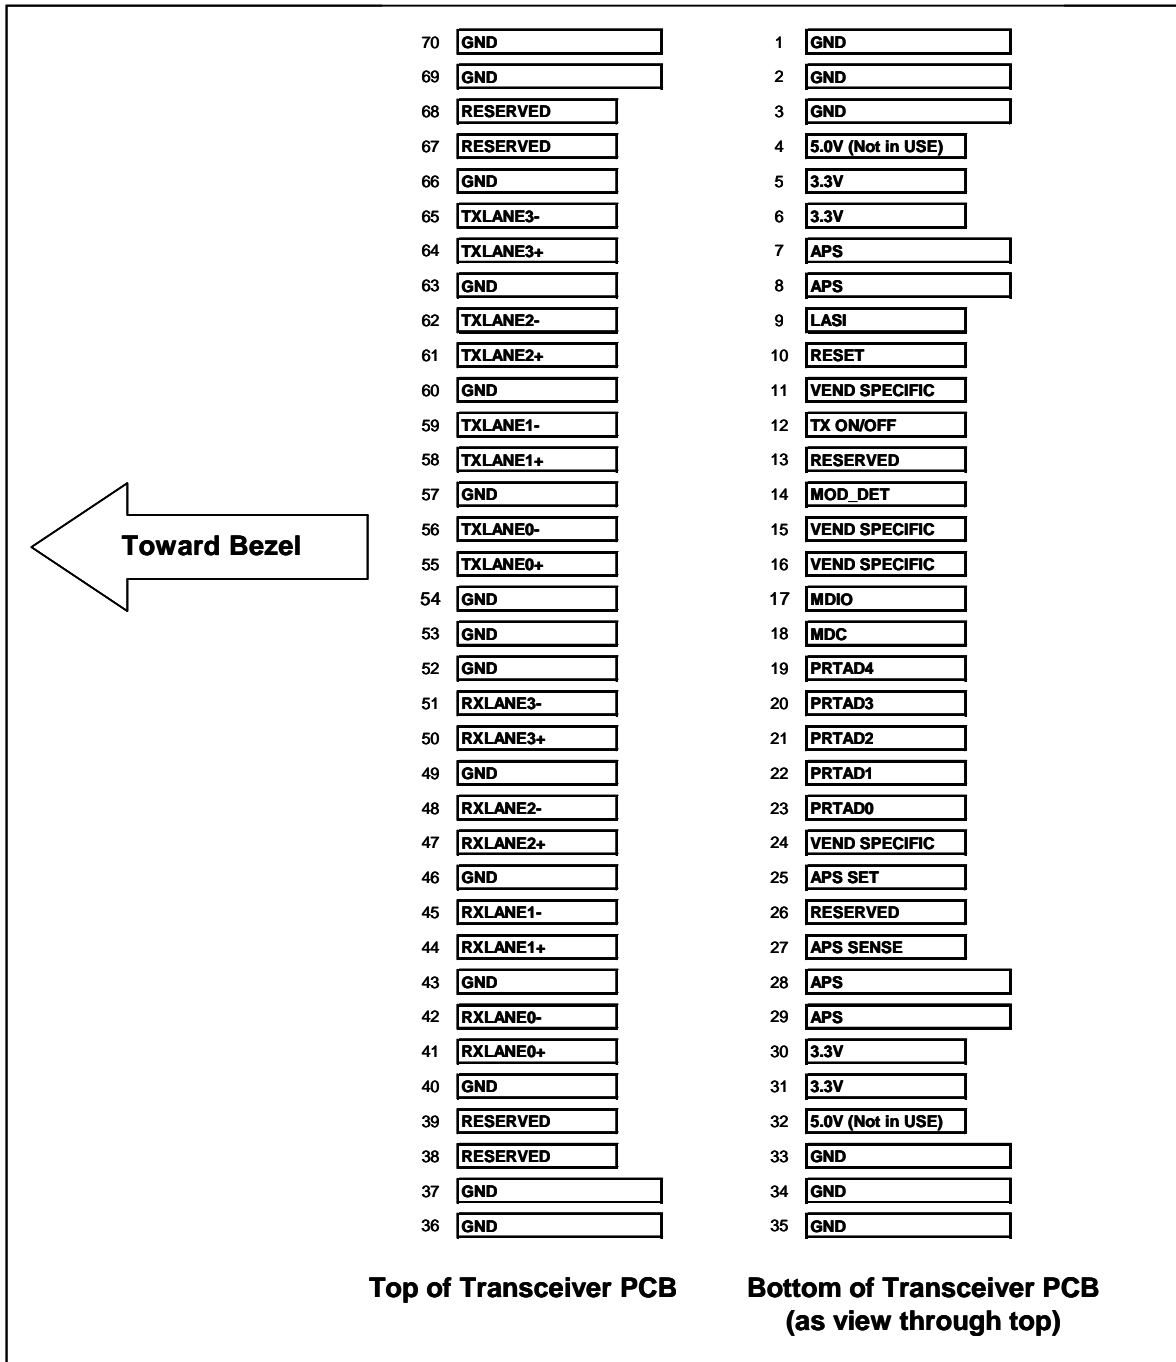 70 GND 1 GND
69 GND 2 GND
68 RESERVED 3 GND
67 RESERVED 4 5.0V (Not in USE)
66 GND 5 3.3V
65 TXLANE3- 6 3.3V
64 TXLANE3+ 7 APS
63 GND 8 APS
62 TXLANE2- 9 LASI
61 TXLANE2+ 10 RESET
60 GND 11 VEND SPECIFIC
59 TXLANE1- 12 TX ON/OFF
58 TXLANE1+ 13 RESERVED
57 GND 14 MOD_DET
56 TXLANE0- 15 VEND SPECIFIC
Toward Bezel
55 TXLANE0+ 16 VEND SPECIFIC
54 GND 17 MDIO
53 GND 18 MDC
52 GND 19 PRTAD4
51 RXLANE3- 20 PRTAD3
50 RXLANE3+ 21 PRTAD2
49 GND 22 PRTAD1
48 RXLANE2- 23 PRTAD0
47 RXLANE2+ 24 VEND SPECIFIC
46 GND 25 APS SET
45 RXLANE1- 26 RESERVED
44 RXLANE1+ 27 APS SENSE
43 GND 28 APS
42 RXLANE0- 29 APS
41 RXLANE0+ 30 3.3V
40 GND 31 3.3V
39 RESERVED 32 5.0V (Not in USE)
38 RESERVED 33 GND
37 GND 34 GND
36 GND 35 GND
Top of Transceiver PCB
Bottom of Transceiver PCB
(as view through top)